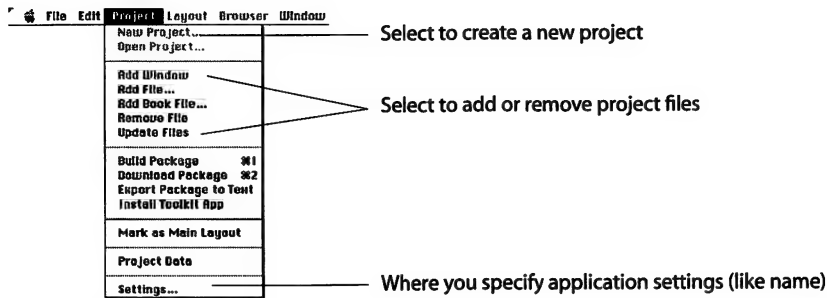 File Edit Project Layout Browser Window
New Project...
Select to create a new project
Open Project...
Add Window
Add File...
Add Book File...
Select to add or remove project files
Remove File
Update Files
Build Package ⌘1
Download Package ⌘2
Export Package to Text
Install Toolkit App
Mark as Main Layout
Project Data
Settings...
Where you specify application settings (like name)